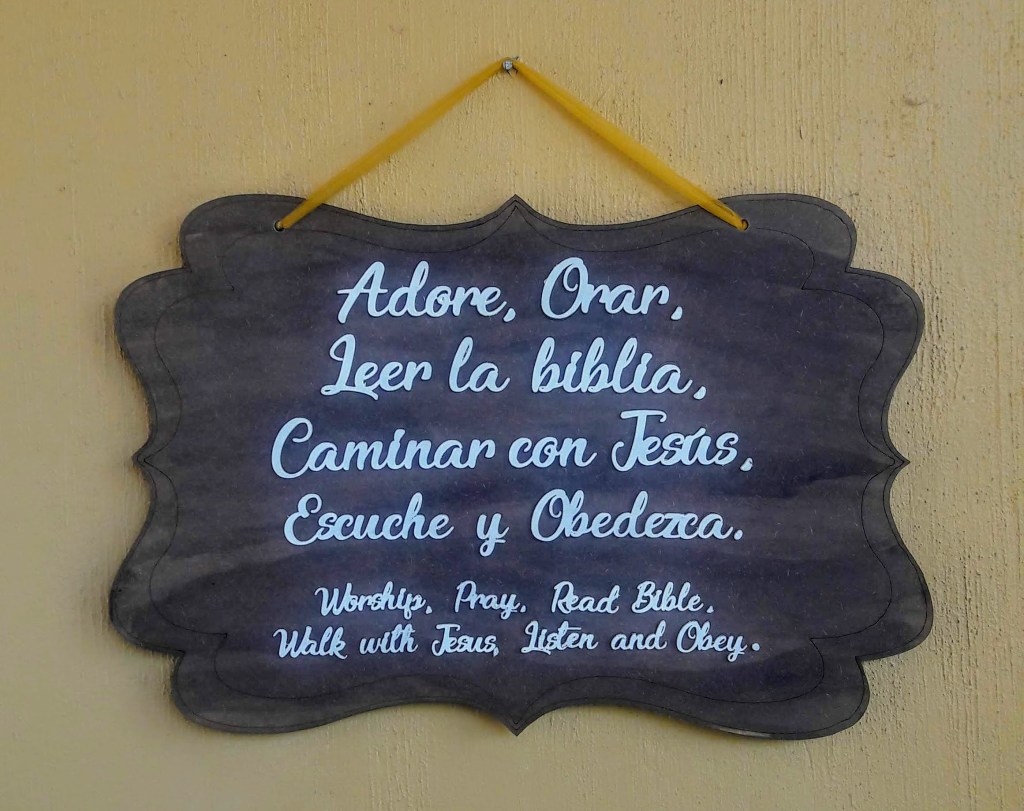 Adore, Orar,
Leer la biblia,
Caminar con Jesús,
Escuche y Obedezca.
Worship, Pray, Read Bible,
Walk with Jesus, Listen and Obey.